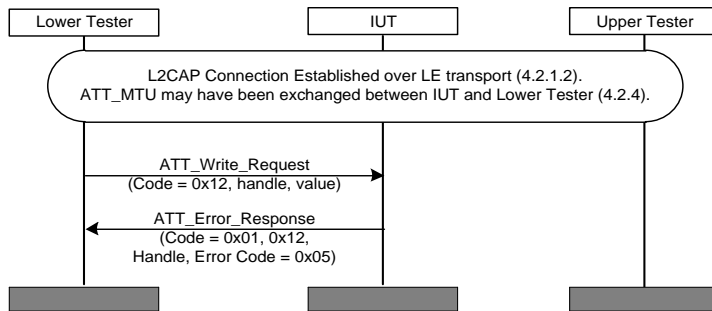 Lower Tester
IUT
Upper Tester
L2CAP Connection Established over LE transport (4.2.1.2).
ATT_MTU may have been exchanged between IUT and Lower Tester (4.2.4).
ATT_Write_Request
(Code = 0x12, handle, value)
ATT_Error_Response
(Code = 0x01, 0x12,
Handle, Error Code = 0x05)